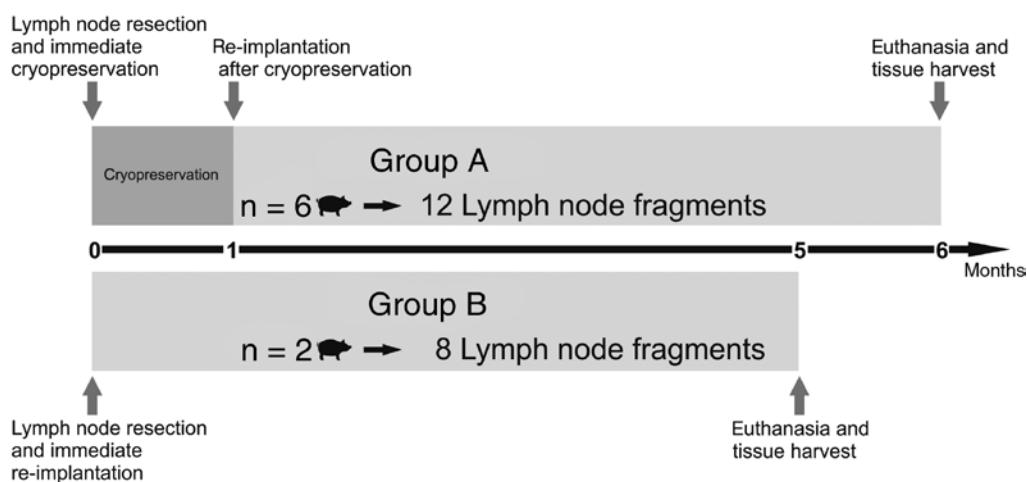 Lymph node resection
and immediate
cryopreservation
Re-implantation
after cryopreservation
Euthanasia and
tissue harvest
Cryopreservation
Group A
n = 6 12 Lymph node fragments
0 1 5 6
Months
Group B
n = 2 8 Lymph node fragments
Lymph node resection
and immediate
re-implantation
Euthanasia and
tissue harvest